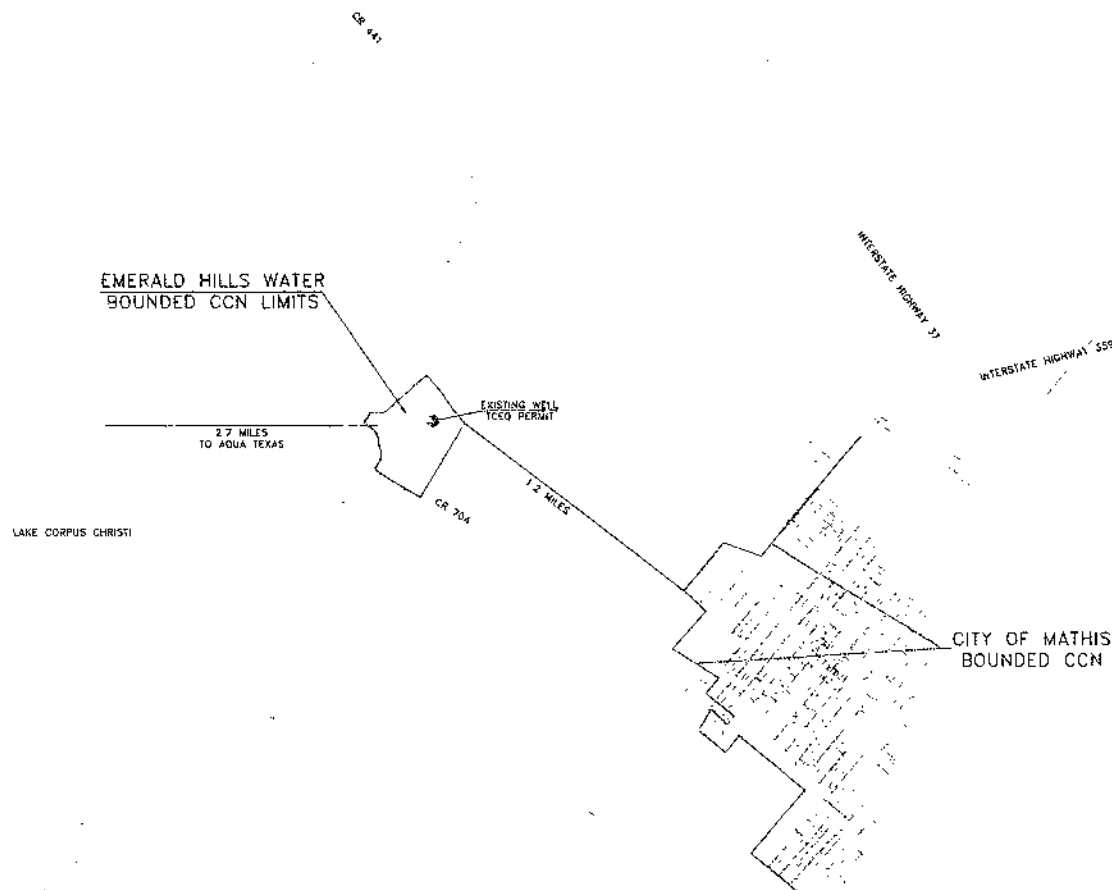 CR 441
INTERSTATE HIGHWAY 37
INTERSTATE HIGHWAY 359
EMERALD HILLS WATER
BOUNDED CCN LIMITS
EXISTING WELL
TCEQ PERMIT
2.7 MILES
TO AQUA TEXAS
1.2 MILES
CR 704
LAKE CORPUS CHRISTI
CITY OF MATHIS
BOUNDED CCN